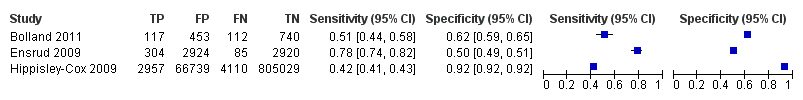 Study TP FP FN TN Sensitivity (95% CI) Specificity (95% CI) Sensitivity (95% CI) Specificity (95% CI)
Bolland 2011 117 453 112 740 0.51 [0.44, 0.58] 0.62 [0.59, 0.65]
Ensrud 2009 304 2924 85 2920 0.78 [0.74, 0.82] 0.50 [0.49, 0.51]
Hippisley-Cox 2009 2957 66739 4110 805029 0.42 [0.41, 0.43] 0.92 [0.92, 0.92]
0 0.2 0.4 0.6 0.8 1 0 0.2 0.4 0.6 0.8 1